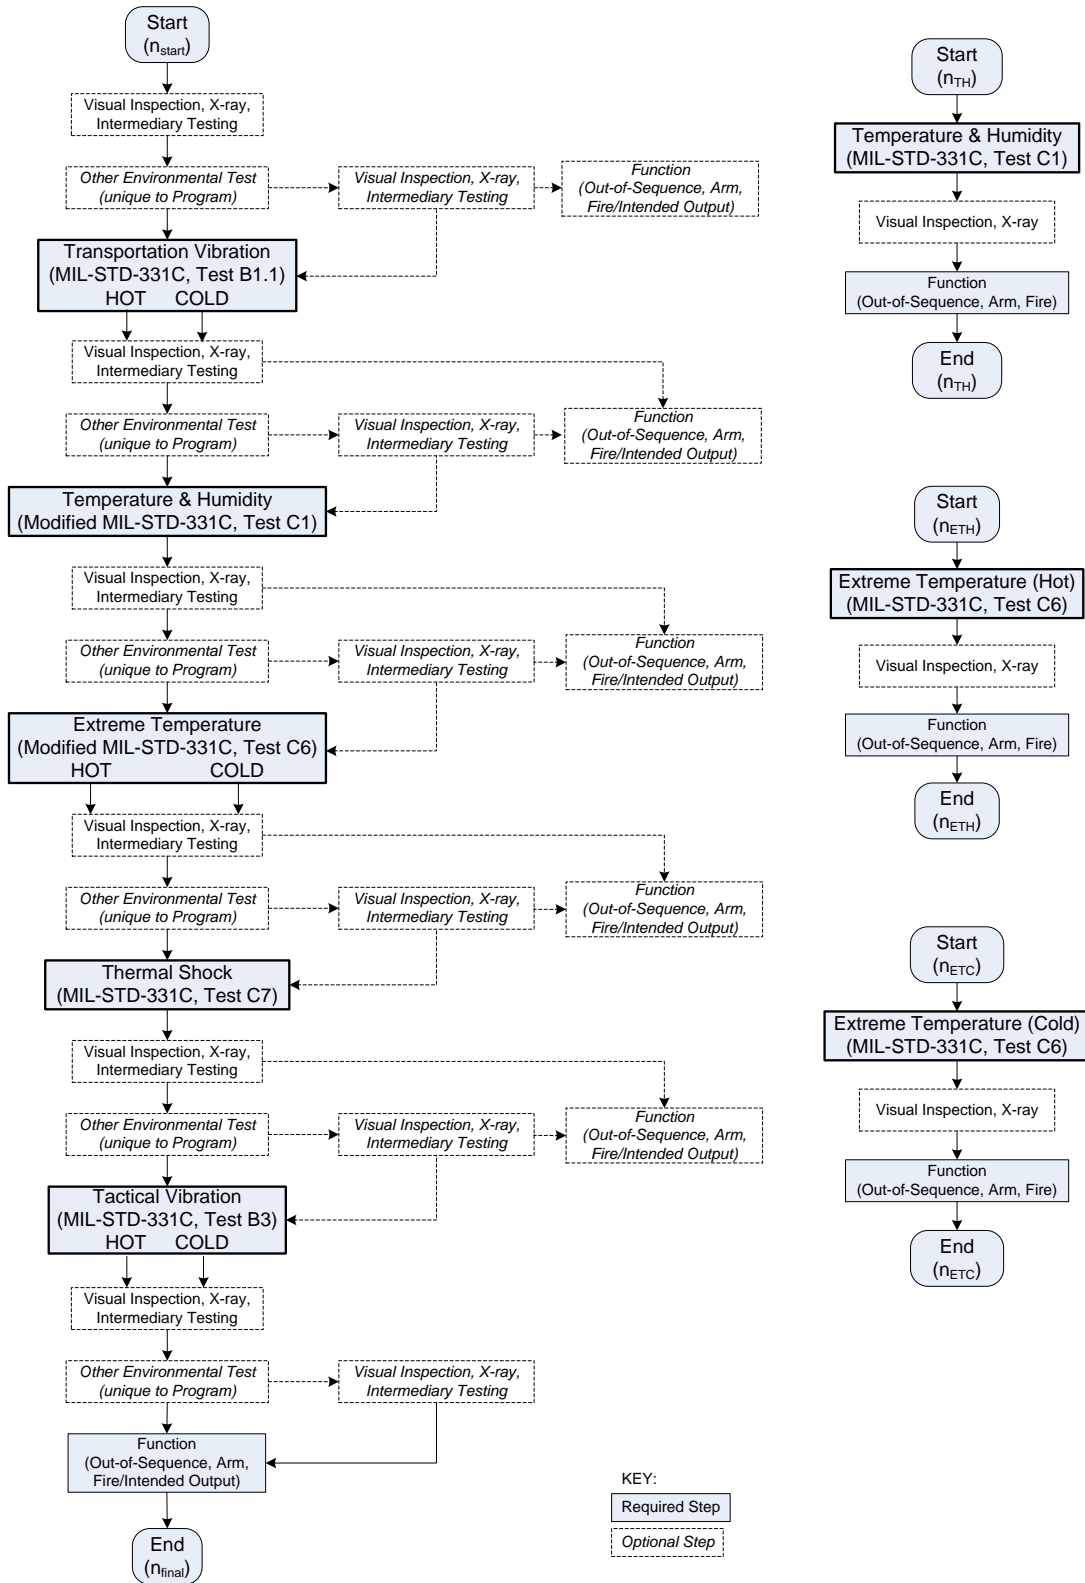 Start
(nstart)
Visual Inspection, X-ray,
Intermediary Testing
Other Environmental Test
(unique to Program)
Visual Inspection, X-ray,
Intermediary Testing
Function
(Out-of-Sequence, Arm,
Fire/Intended Output)
Transportation Vibration
(MIL-STD-331C, Test B1.1)
HOT COLD
Visual Inspection, X-ray,
Intermediary Testing
Other Environmental Test
(unique to Program)
Visual Inspection, X-ray,
Intermediary Testing
Function
(Out-of-Sequence, Arm,
Fire/Intended Output)
Temperature & Humidity
(Modified MIL-STD-331C, Test C1)
Visual Inspection, X-ray,
Intermediary Testing
Other Environmental Test
(unique to Program)
Visual Inspection, X-ray,
Intermediary Testing
Function
(Out-of-Sequence, Arm,
Fire/Intended Output)
Extreme Temperature
(Modified MIL-STD-331C, Test C6)
HOT COLD
Visual Inspection, X-ray,
Intermediary Testing
Other Environmental Test
(unique to Program)
Visual Inspection, X-ray,
Intermediary Testing
Function
(Out-of-Sequence, Arm,
Fire/Intended Output)
Thermal Shock
(MIL-STD-331C, Test C7)
Visual Inspection, X-ray,
Intermediary Testing
Other Environmental Test
(unique to Program)
Visual Inspection, X-ray,
Intermediary Testing
Function
(Out-of-Sequence, Arm,
Fire/Intended Output)
Tactical Vibration
(MIL-STD-331C, Test B3)
HOT COLD
Visual Inspection, X-ray,
Intermediary Testing
Other Environmental Test
(unique to Program)
Visual Inspection, X-ray,
Intermediary Testing
Function
(Out-of-Sequence, Arm,
Fire/Intended Output)
End
(nfinal)
Start
(nTH)
Temperature & Humidity
(MIL-STD-331C, Test C1)
Visual Inspection, X-ray
Function
(Out-of-Sequence, Arm, Fire)
End
(nTH)
Start
(nETH)
Extreme Temperature (Hot)
(MIL-STD-331C, Test C6)
Visual Inspection, X-ray
Function
(Out-of-Sequence, Arm, Fire)
End
(nETH)
Start
(nETC)
Extreme Temperature (Cold)
(MIL-STD-331C, Test C6)
Visual Inspection, X-ray
Function
(Out-of-Sequence, Arm, Fire)
End
(nETC)
KEY:
Required Step
Optional Step